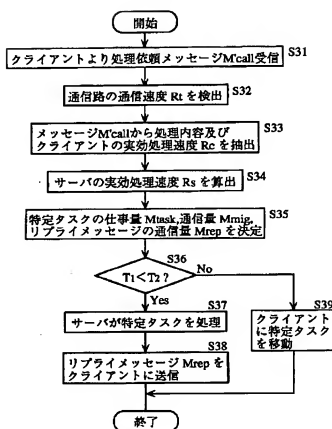 開始
S31
クライアントより処理依頼メッセージM'call受信
S32
通信路の通信速度 Rt を検出
S33
メッセージM'callから処理内容及び
クライアントの実効処理速度 Rc を抽出
S34
サーバの実効処理速度 Rs を算出
S35
特定タスクの仕事量 Mtask,通信量 Mmig,
リプライメッセージの通信量 Mrep を決定
S36
T1<T2 ?
No
Yes
S37
サーバが特定タスクを処理
S39
クライアント
に特定タスク
を移動
S38
リプライメッセージ Mrepを
クライアントに送信
終了